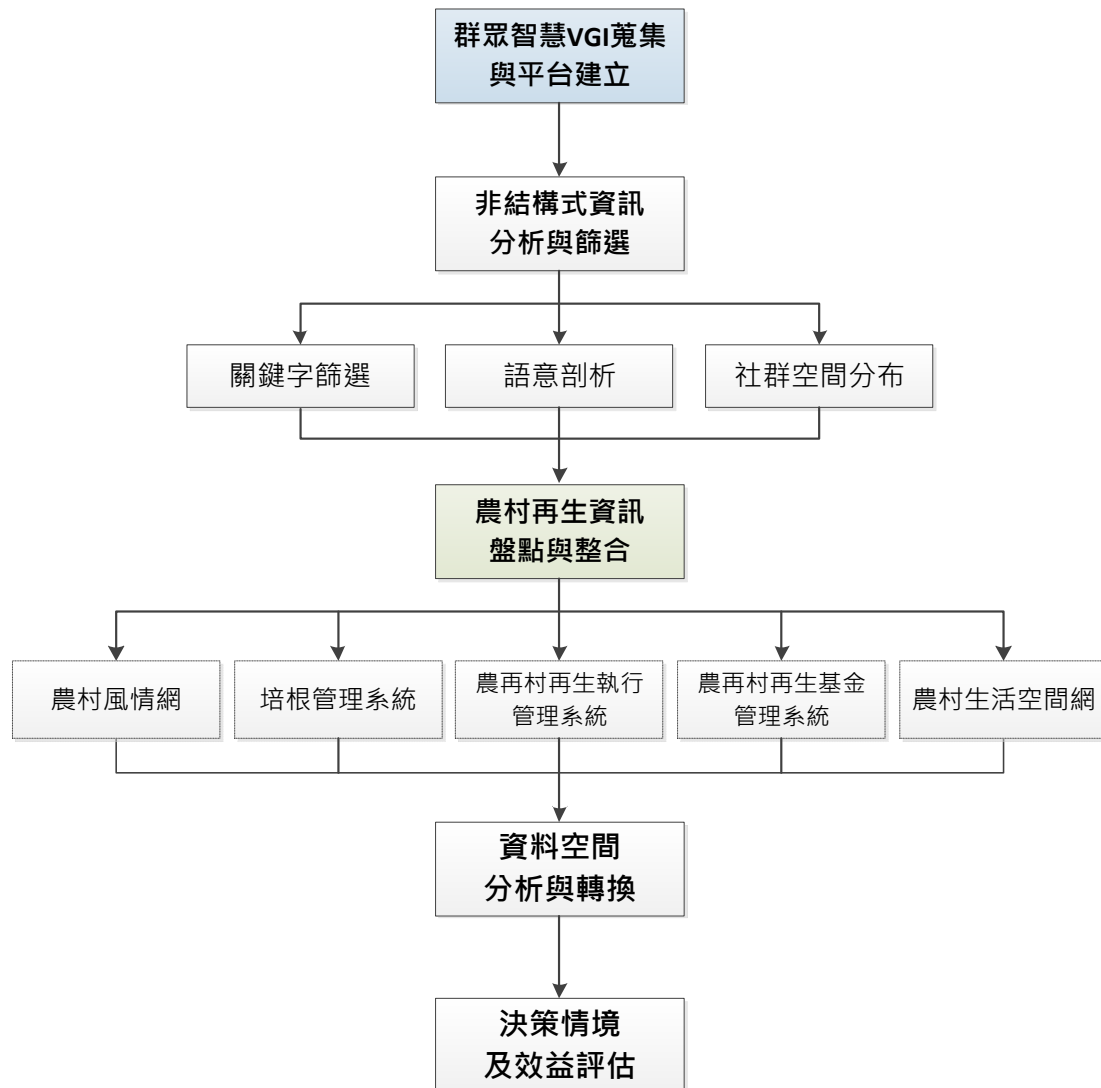 群眾智慧VGI蒐集
與平台建立
非結構式資訊
分析與篩選
關鍵字篩選
語意剖析
社群空間分布
農村再生資訊
盤點與整合
農村風情網
培根管理系統
農再村再生執行
管理系統
農再村再生基金
管理系統
農村生活空間網
資料空間
分析與轉換
決策情境
及效益評估